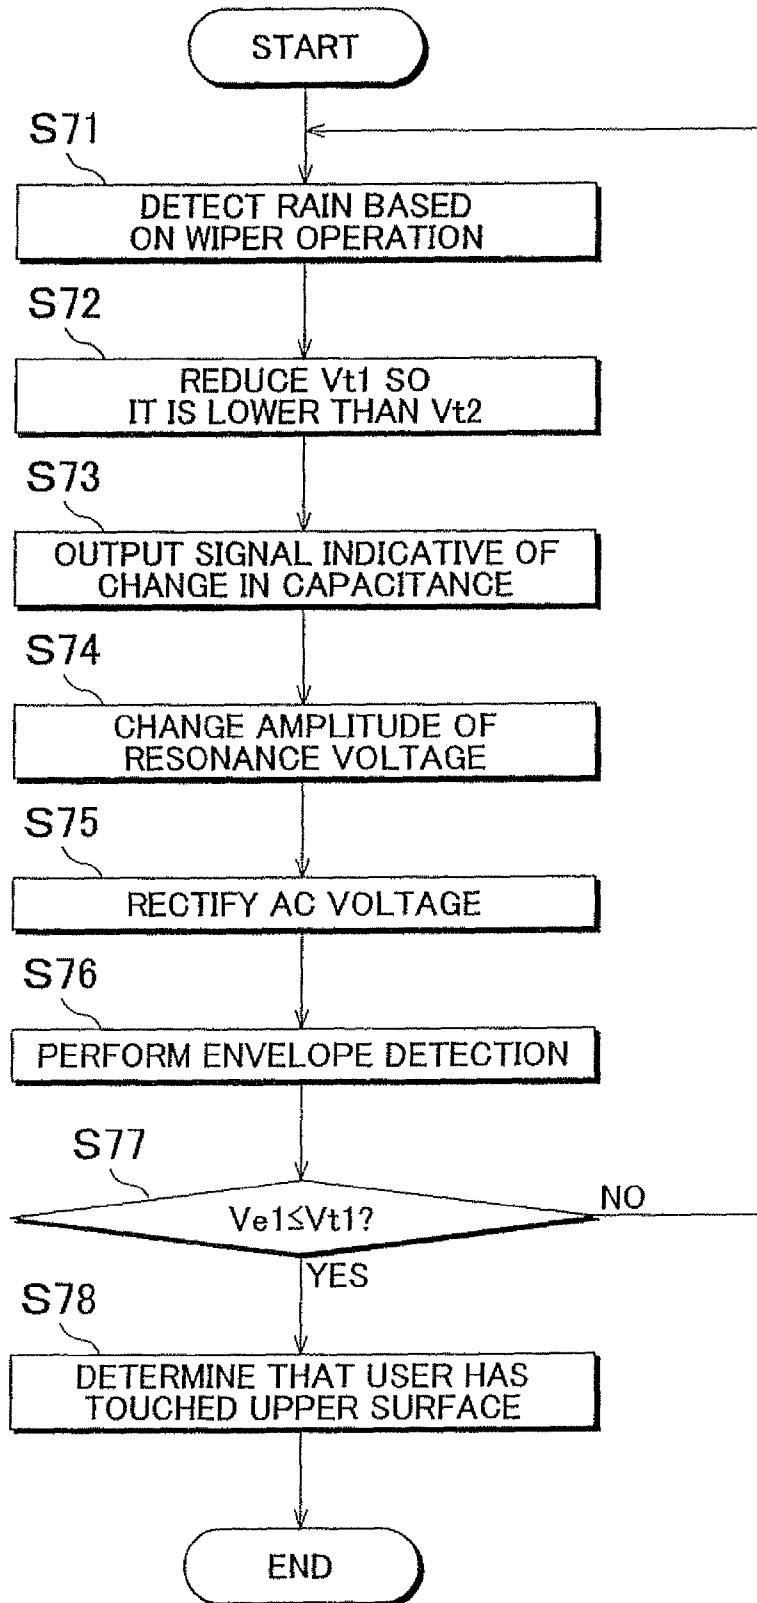 START
S71
DETECT RAIN BASED
ON WIPER OPERATION
S72
REDUCE Vt1 SO
IT IS LOWER THAN Vt2
S73
OUTPUT SIGNAL INDICATIVE OF
CHANGE IN CAPACITANCE
S74
CHANGE AMPLITUDE OF
RESONANCE VOLTAGE
S75
RECTIFY AC VOLTAGE
S76
PERFORM ENVELOPE DETECTION
S77
Ve1≤Vt1?
NO
YES
S78
DETERMINE THAT USER HAS
TOUCHED UPPER SURFACE
END